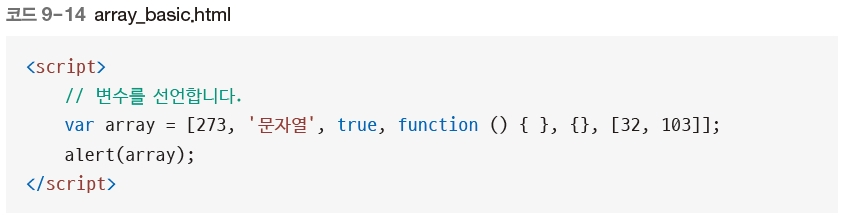 코드 9-14 array_basic.html
<script>
// 변수를 선언합니다.
var array = [273, '문자열', true, function () { }, {}, [32, 103]];
alert(array);
</script>